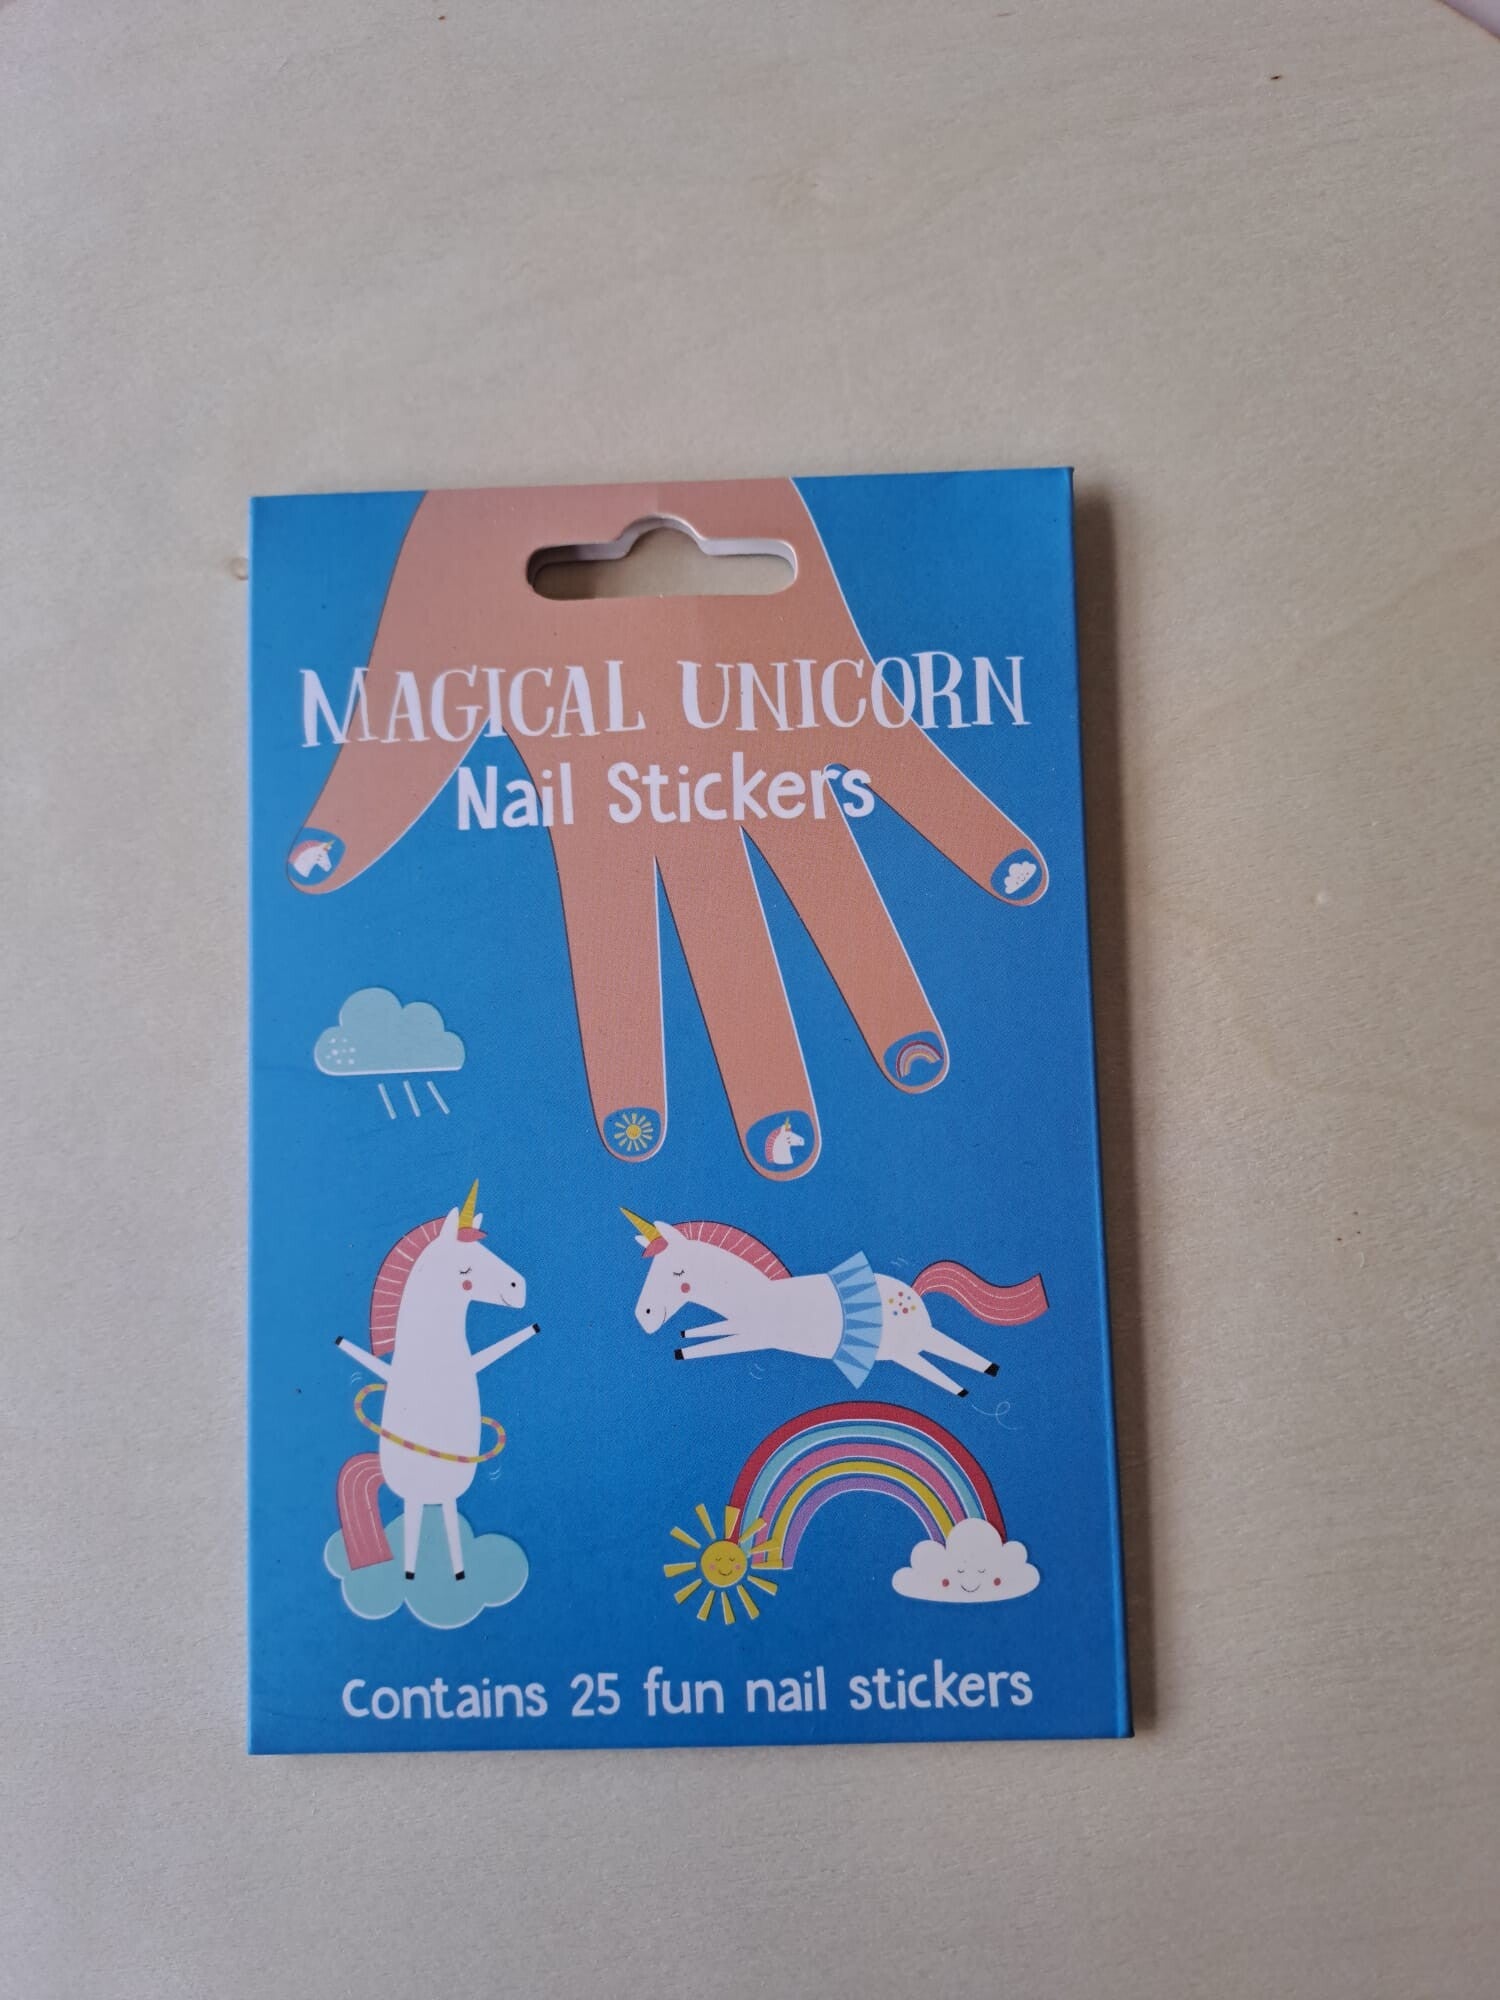 MAGICAL UNICORN
Nail Stickers
Contains 25 fun nail stickers